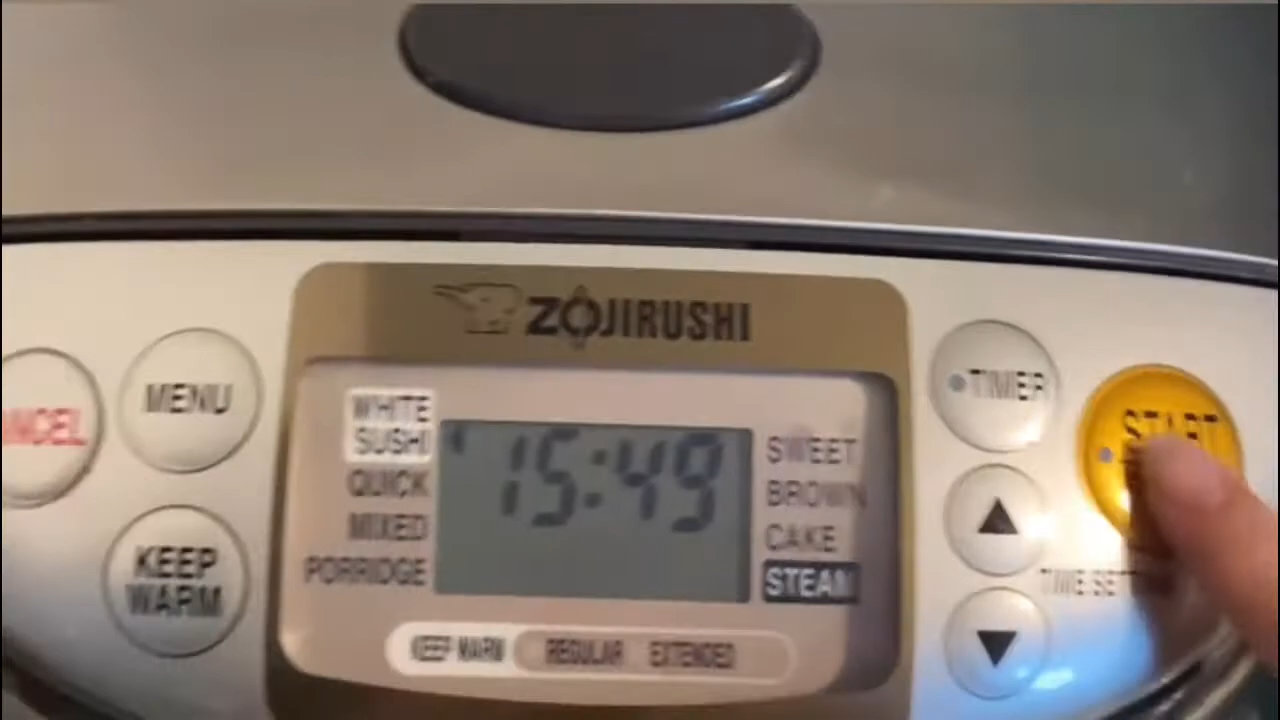 ZOJIRUSHI
CANCEL
MENU
KEEP
WARM
WHITE
SUSHI
QUICK
MIXED
PORRIDGE
15:49
SWEET
BROWN
CAKE
STEAM
KEEP WARM REGULAR EXTENDED
TIMER
START
TIME